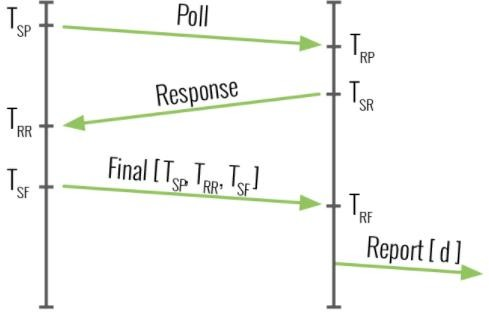 T_SP
Poll
T_RP
Response
T_SR
T_RR
T_SF
Final [ T_SP, T_RR, T_SF ]
T_RF
Report [ d ]